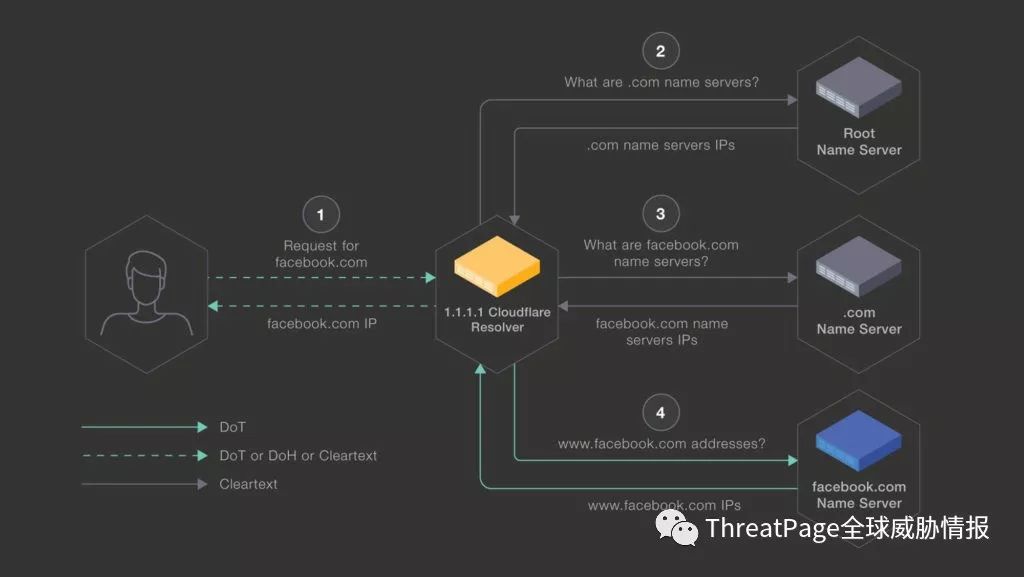 2
What are .com name servers?
Root
Name Server
.com name servers IPs
1
Request for
facebook.com
facebook.com IP
1.1.1.1 Cloudflare
Resolver
3
What are facebook.com
name servers?
.com
Name Server
facebook.com name
servers IPs
4
www.facebook.com addresses?
facebook.com
Name Server
www.facebook.com IPs
DoT
DoT or DoH or Cleartext
Cleartext
ThreatPage全球威胁情报